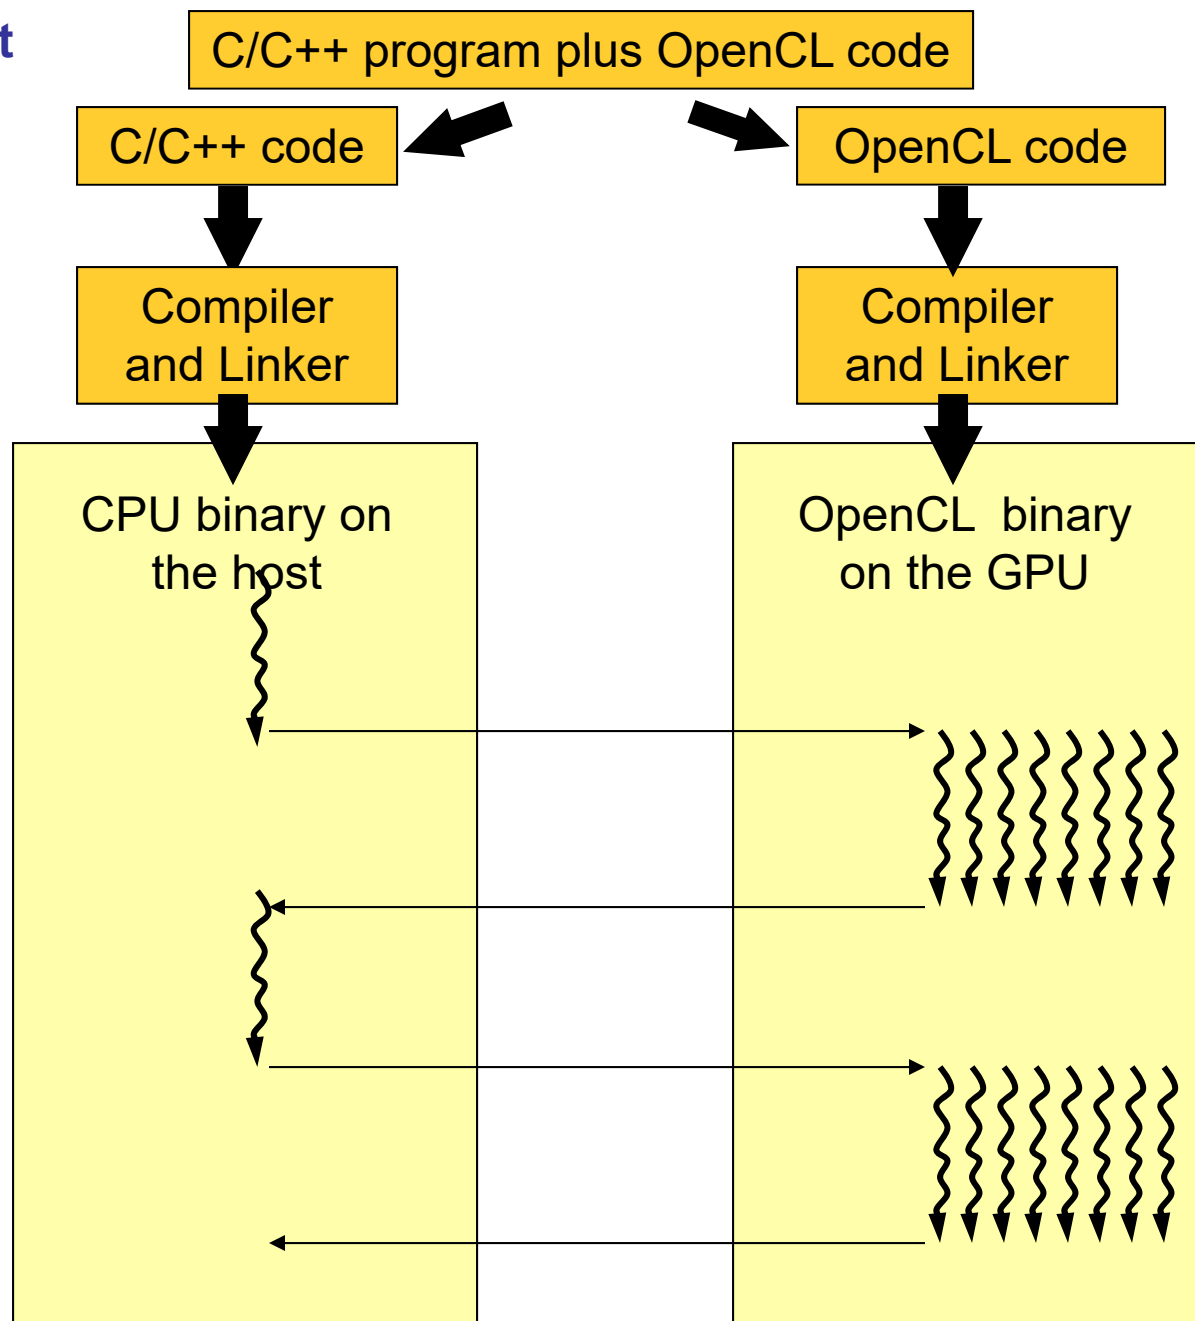 t
C/C++ program plus OpenCL code
C/C++ code
OpenCL code
Compiler
and Linker
Compiler
and Linker
CPU binary on
the host
OpenCL binary
on the GPU